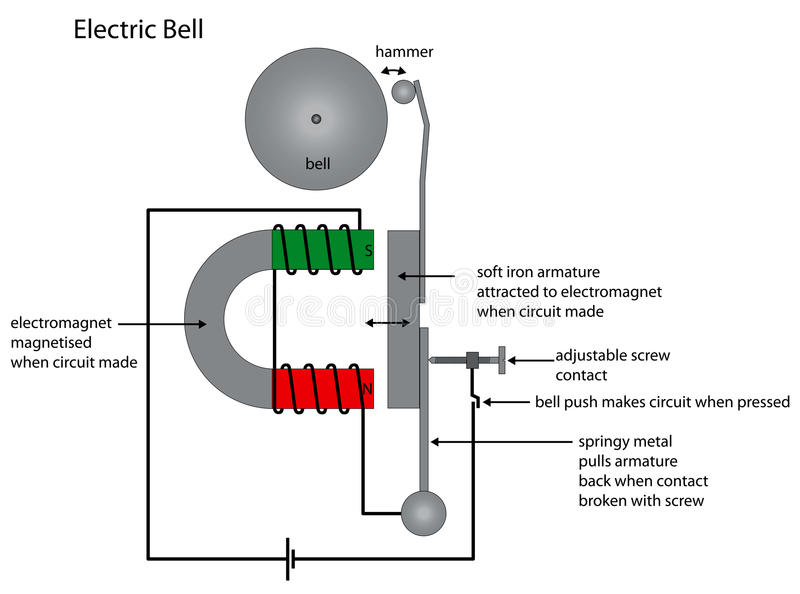 Electric Bell
hammer
bell
S
soft iron armature
attracted to electromagnet
when circuit made
electromagnet
magnetised
when circuit made
adjustable screw
contact
N
bell push makes circuit when pressed
springy metal
pulls armature
back when contact
broken with screw
dreamstime